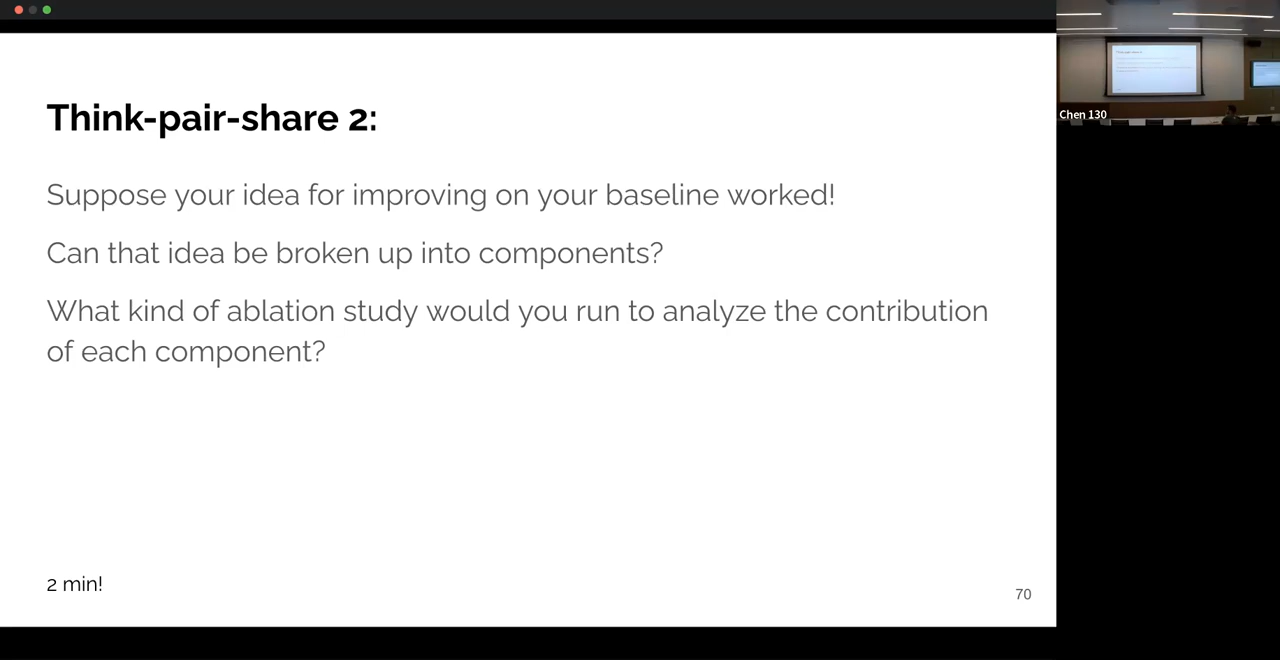 Think-pair-share 2:
Suppose your idea for improving on your baseline worked!
Can that idea be broken up into components?
What kind of ablation study would you run to analyze the contribution
of each component?
2 min!
70
Chen 130